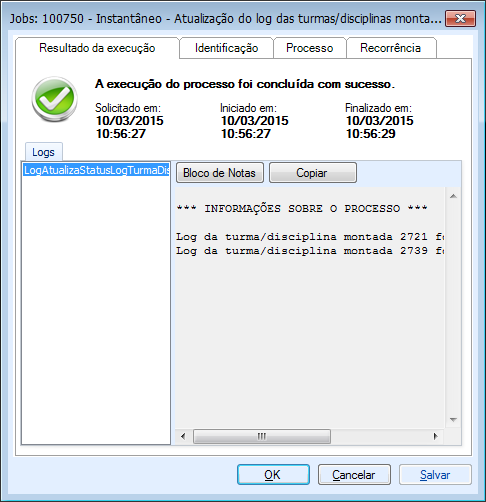 Jobs: 100750 - Instantâneo - Atualização do log das turmas/disciplinas monta...
Resultado da execução
Identificação
Processo
Recorrência
A execução do processo foi concluída com sucesso.
Solicitado em:
10/03/2015
10:56:27
Iniciado em:
10/03/2015
10:56:27
Finalizado em:
10/03/2015
10:56:29
Logs
LogAtualizaStatusLogTurmaDis
Bloco de Notas
Copiar
*** INFORMAÇÕES SOBRE O PROCESSO ***
Log da turma/disciplina montada 2721 fo
Log da turma/disciplina montada 2739 fo
OK
Cancelar
Salvar